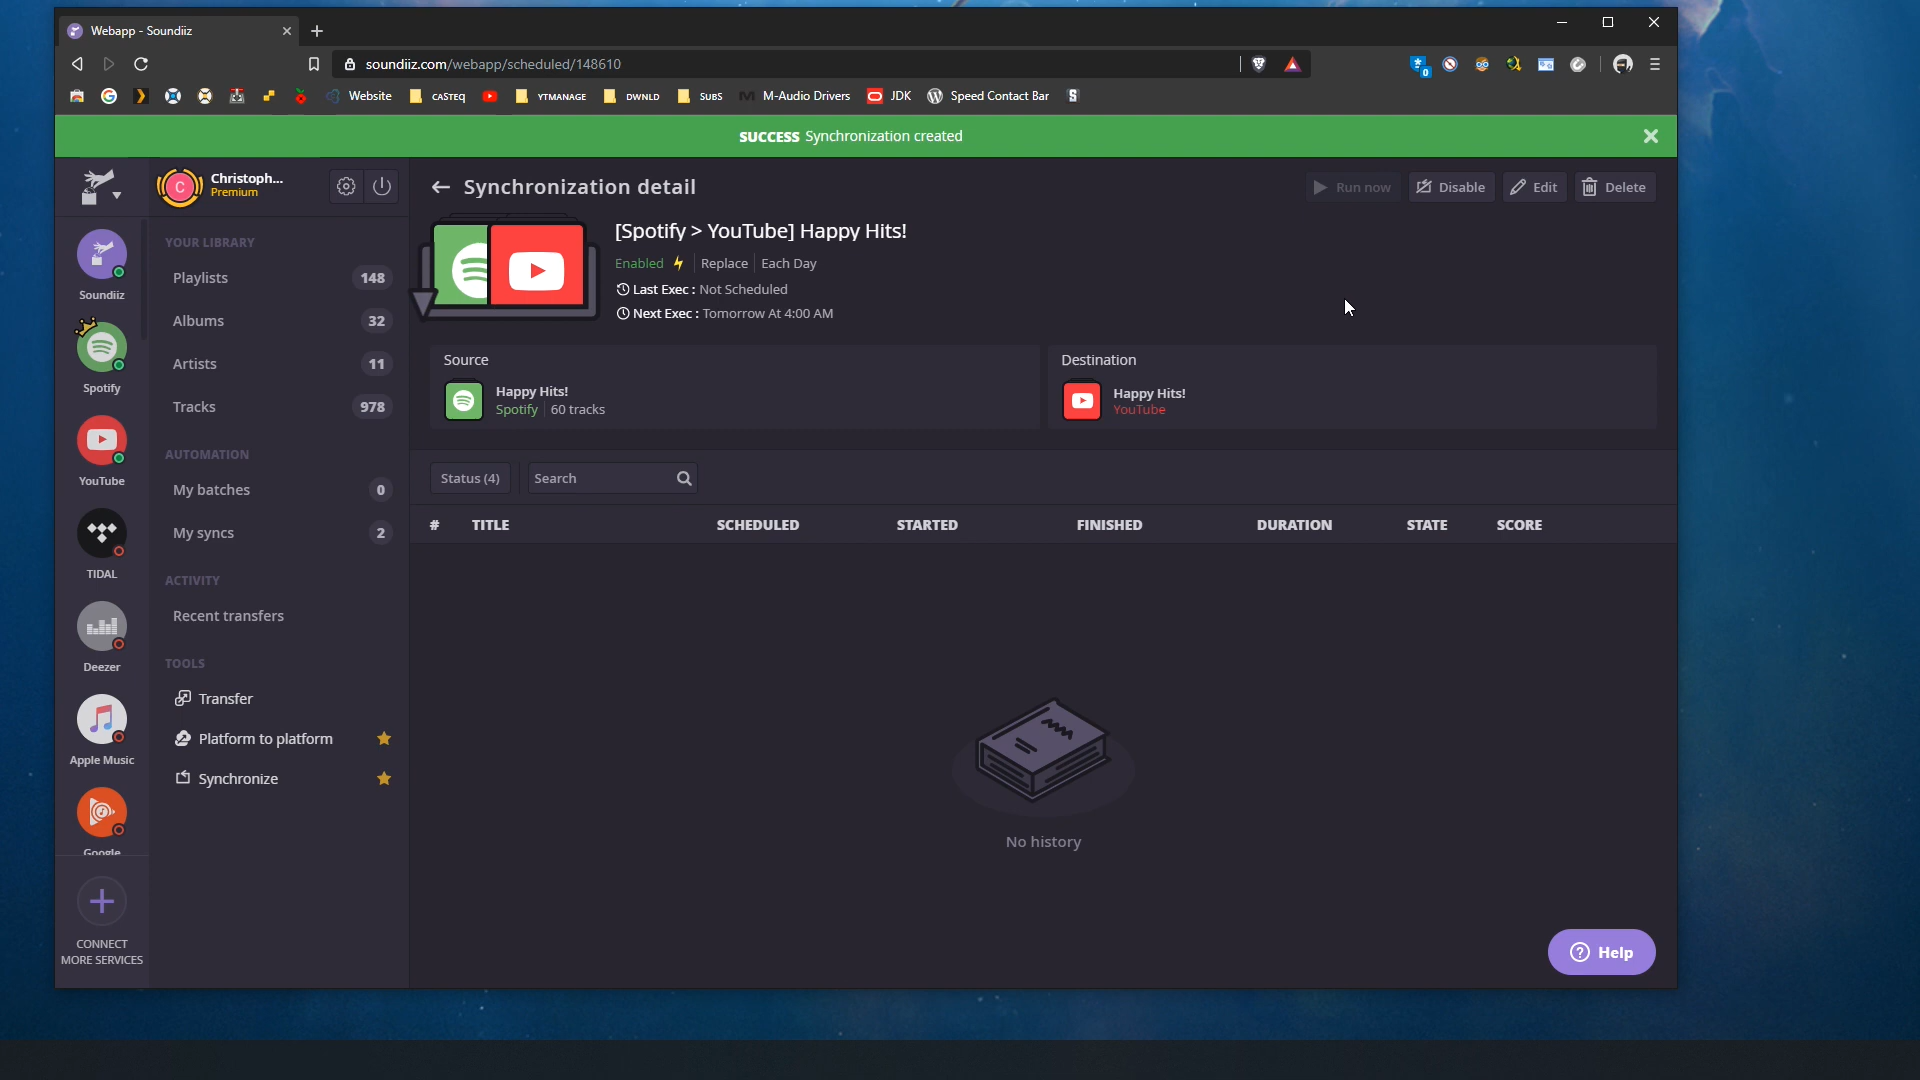 Webapp - Soundiiz
soundiiz.com/webapp/scheduled/148610
0
Website
CASTEQ
YTMANAGE
DWNLD
SUBS
M-Audio Drivers
JDK
Speed Contact Bar
SUCCESS Synchronization created
C
Christoph...
Premium
Synchronization detail
Run now
Disable
Edit
Delete
Soundiiz
Spotify
YouTube
TIDAL
Deezer
Apple Music
Google
CONNECT
MORE SERVICES
YOUR LIBRARY
Playlists 148
Albums 32
Artists 11
Tracks 978
AUTOMATION
My batches 0
My syncs 2
ACTIVITY
Recent transfers
TOOLS
Transfer
Platform to platform
Synchronize
[Spotify > YouTube] Happy Hits!
Enabled Replace Each Day
Last Exec : Not Scheduled
Next Exec : Tomorrow At 4:00 AM
Source
Happy Hits!
Spotify 60 tracks
Destination
Happy Hits!
YouTube
Status (4) Search
# TITLE SCHEDULED STARTED FINISHED DURATION STATE SCORE
No history
Help